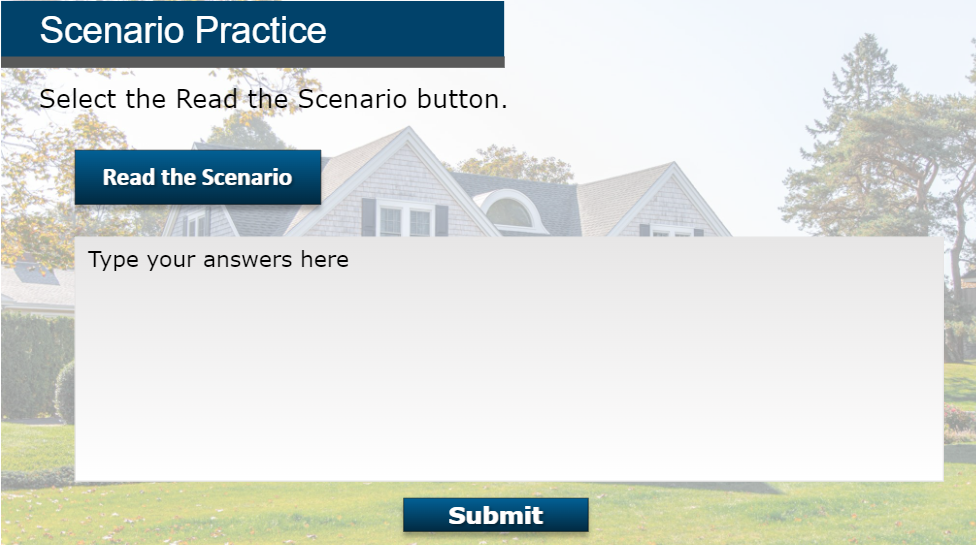 Scenario Practice
Select the Read the Scenario button.
Read the Scenario
Type your answers here
Submit